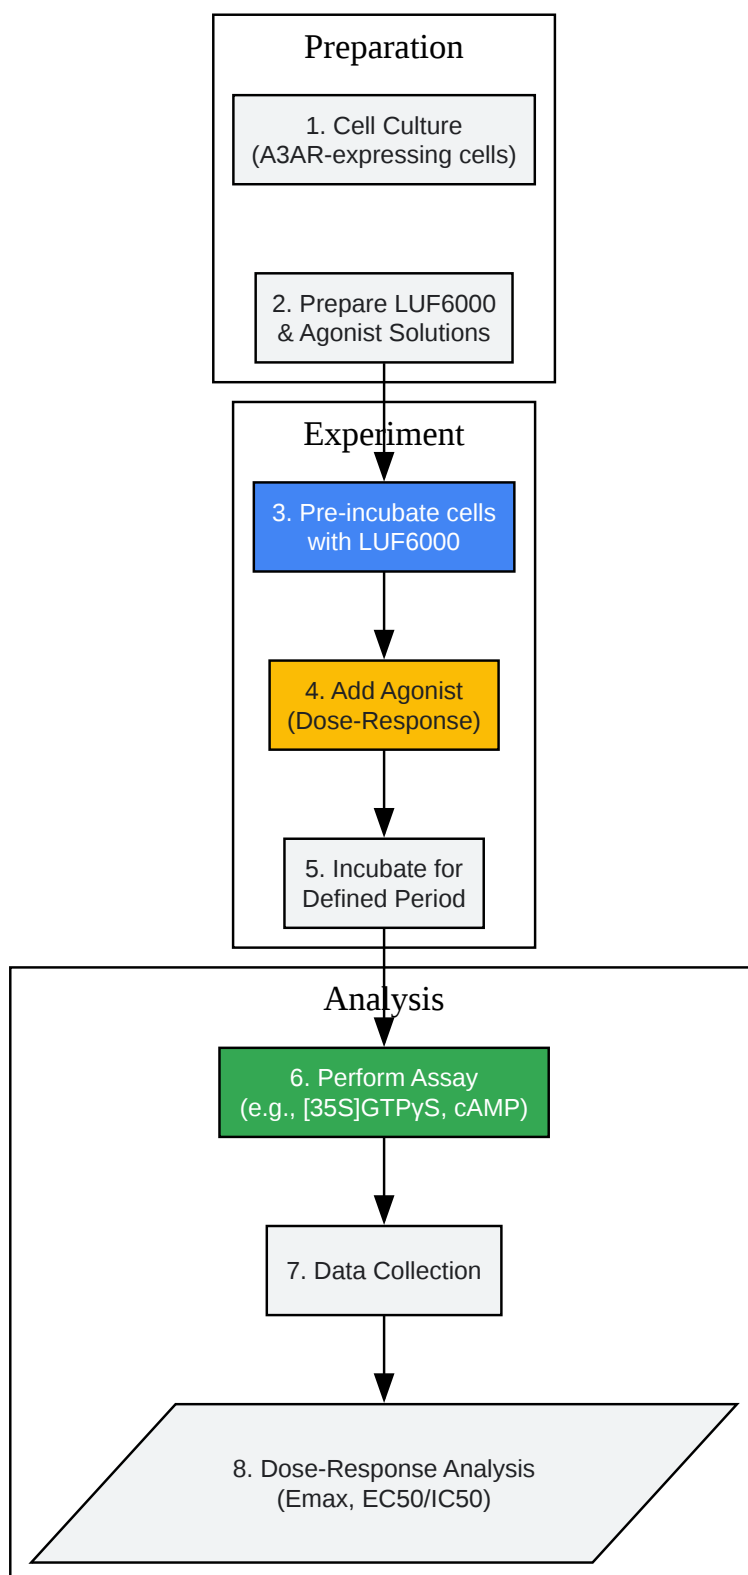 Preparation
1. Cell Culture
(A3AR-expressing cells)
2. Prepare LUF6000
& Agonist Solutions
Experiment
3. Pre-incubate cells
with LUF6000
4. Add Agonist
(Dose-Response)
5. Incubate for
Defined Period
Analysis
6. Perform Assay
(e.g., [35S]GTPγS, cAMP)
7. Data Collection
8. Dose-Response Analysis
(Emax, EC50/IC50)